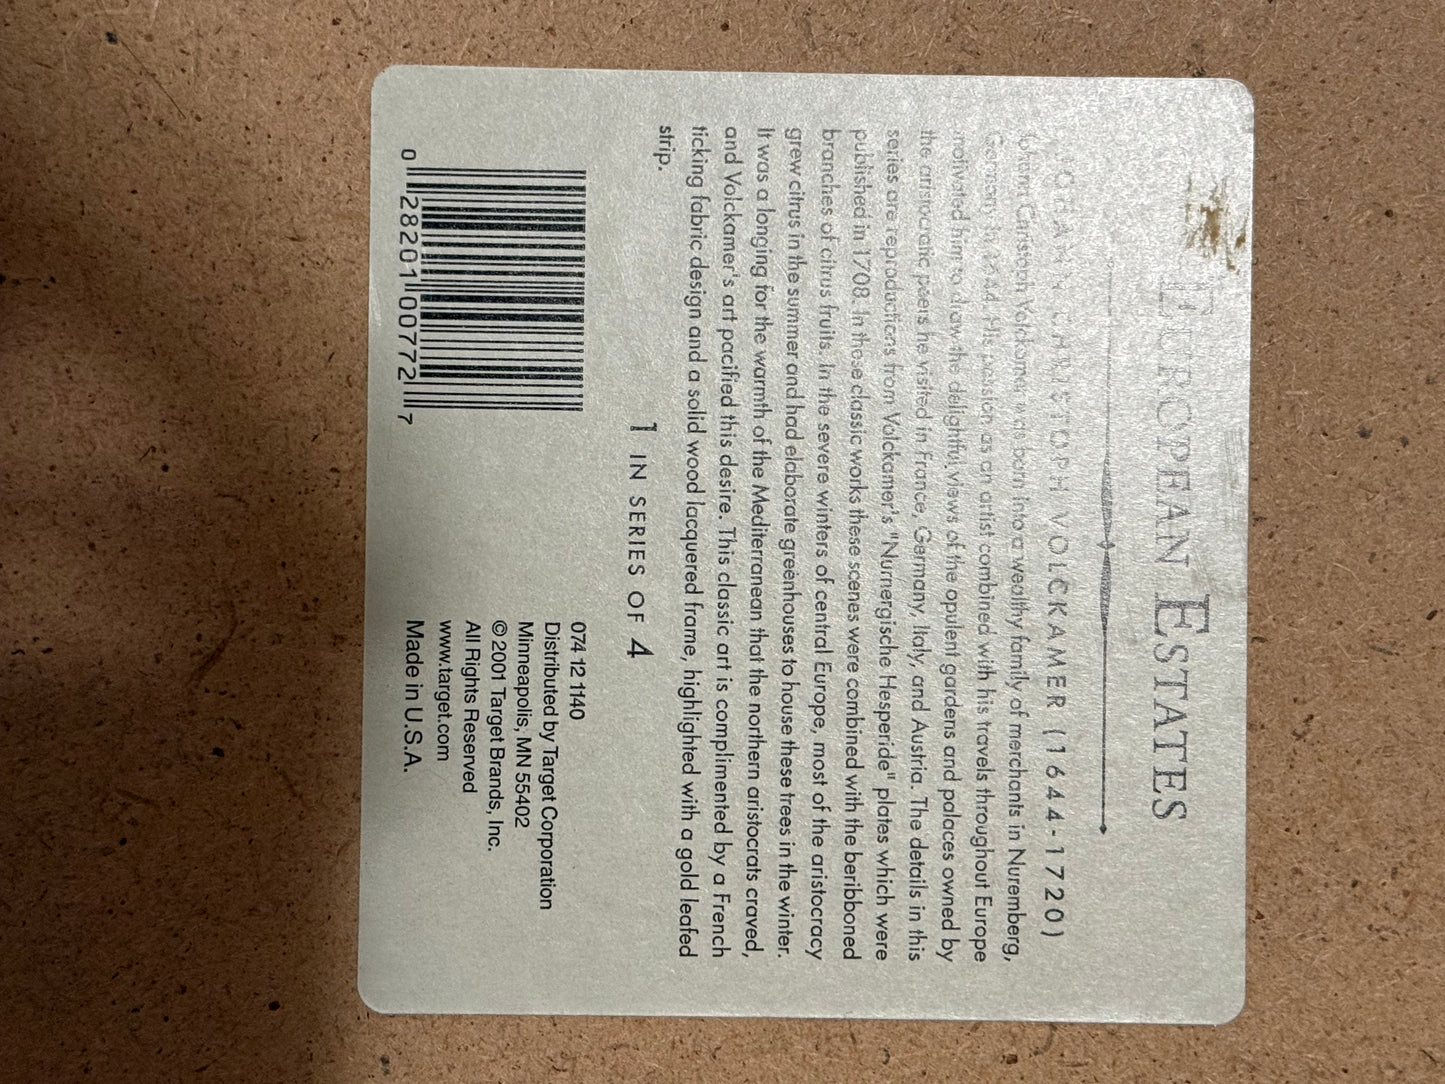 EUROPEAN ESTATES
JOHANN CHRISTOPH VOLCKAMER (1644-1720)
Johann Christoph Volckamer was born into a wealthy family of merchants in Nuremberg,
Germany in 1644. His passion as an artist combined with his travels throughout Europe
motivated him to draw the delightful views of the opulent gardens and palaces owned by
the aristocratic peers he visited in France, Germany, Italy, and Austria. The details in this
series are reproductions from Volckamer's "Nurnergische Hesperide" plates which were
published in 1708. In those classic works these scenes were combined with the beribboned
branches of citrus fruits. In the severe winters of central Europe, most of the aristocracy
grew citrus in the summer and had elaborate greenhouses to house these trees in the winter.
It was a longing for the warmth of the Mediterranean that the northern aristocrats craved,
and Volckamer's art pacified this desire. This classic art is complimented by a French
ticking fabric design and a solid wood lacquered frame, highlighted with a gold leafed
strip.
1 IN SERIES OF 4
0 28201 00772 7
074 12 1140
Distributed by Target Corporation
Minneapolis, MN 55402
© 2001 Target Brands, Inc.
All Rights Reserved
www.target.com
Made in U.S.A.